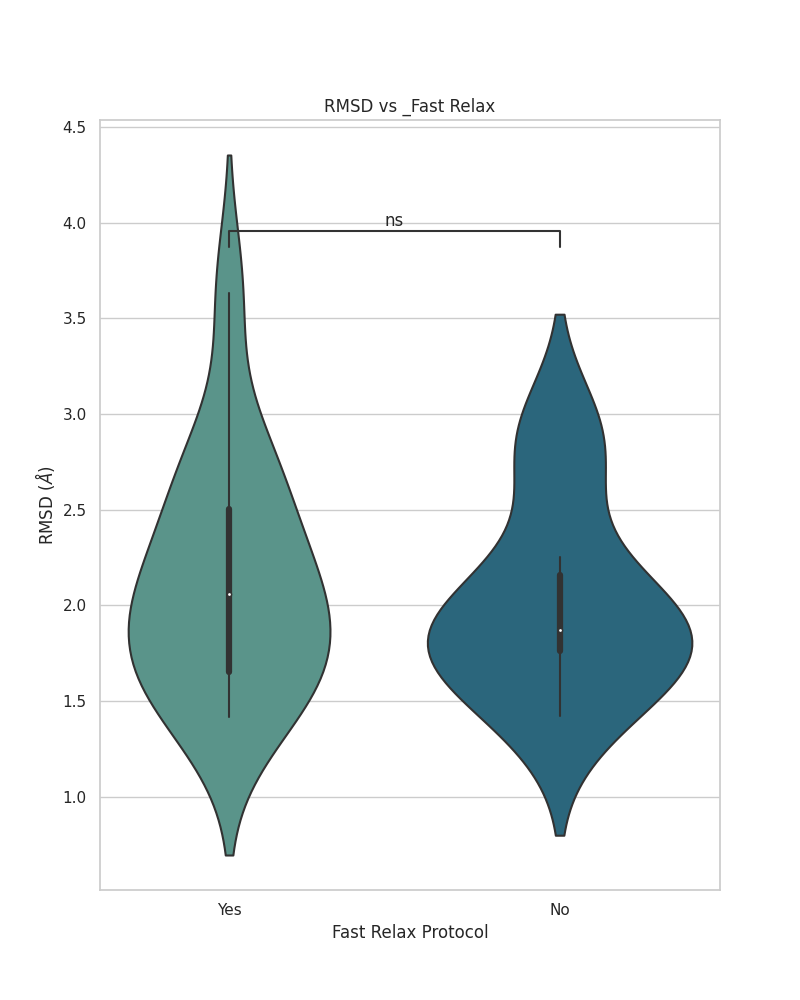 RMSD vs _Fast Relax
4.5
4.0
3.5
3.0
2.5
2.0
1.5
1.0
RMSD (Å)
ns
Yes
No
Fast Relax Protocol